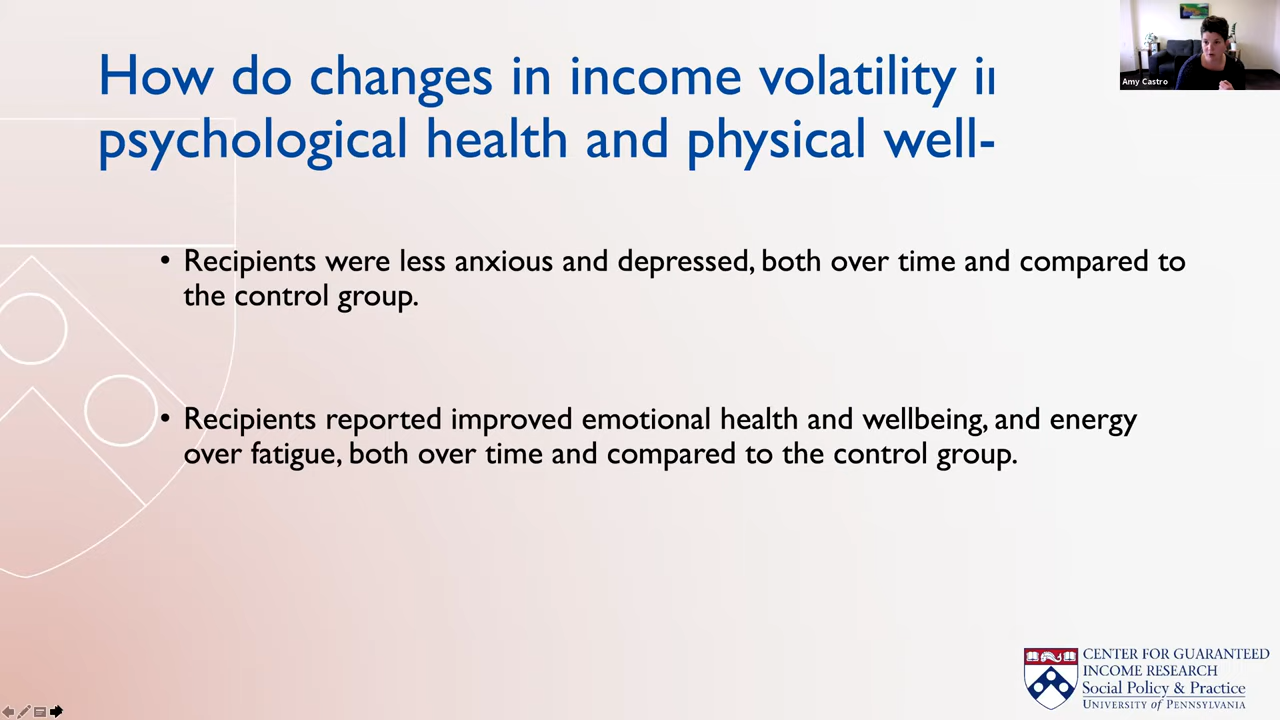 How do changes in income volatility
psychological health and physical well-
Amy Castro
• Recipients were less anxious and depressed, both over time and compared to
the control group.
• Recipients reported improved emotional health and wellbeing, and energy
over fatigue, both over time and compared to the control group.
CENTER FOR GUARANTEED
INCOME RESEARCH
Social Policy & Practice
UNIVERSITY of PENNSYLVANIA